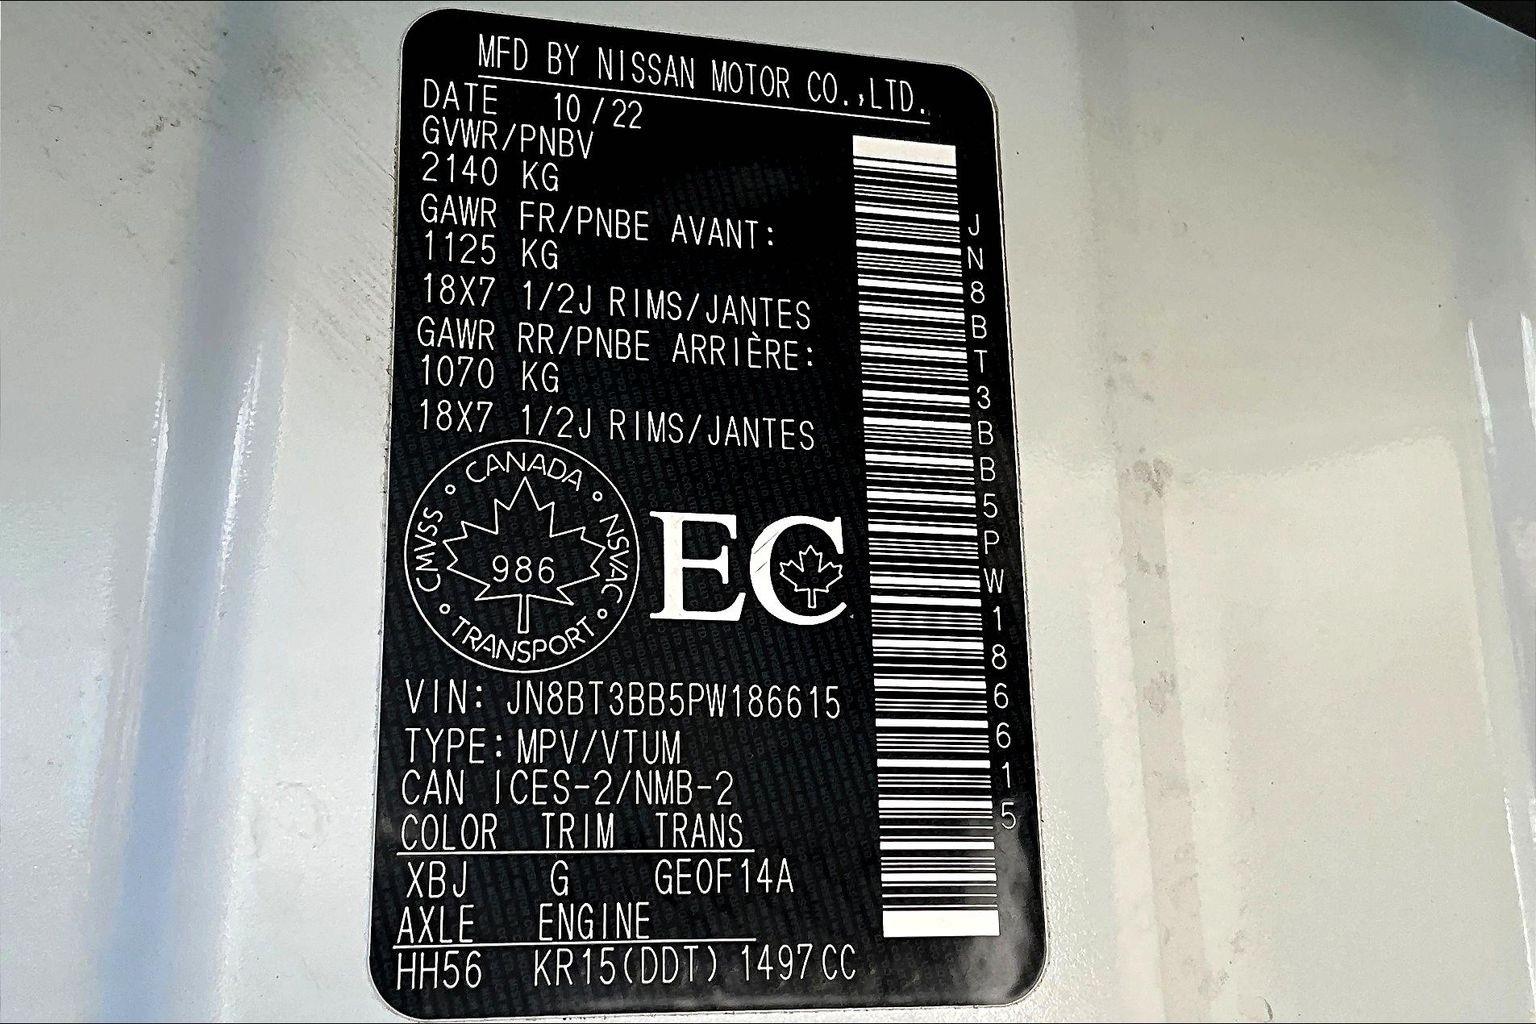 MFD BY NISSAN MOTOR CO.,LTD.
DATE 10/22
GVWR/PNBV
2140 KG
GAWR FR/PNBE AVANT:
1125 KG
18X7 1/2J RIMS/JANTES
GAWR RR/PNBE ARRIÈRE:
1070 KG
18X7 1/2J RIMS/JANTES
CANADA
CMVSS
NSVAC
986
TRANSPORT
EC
VIN: JN8BT3BB5PW186615
TYPE: MPV/VTUM
CAN ICES-2/NMB-2
COLOR TRIM TRANS
XBJ G GEOF14A
AXLE ENGINE
HH56 KR15(DDT) 1497CC
JN8BT3BB5PW186615